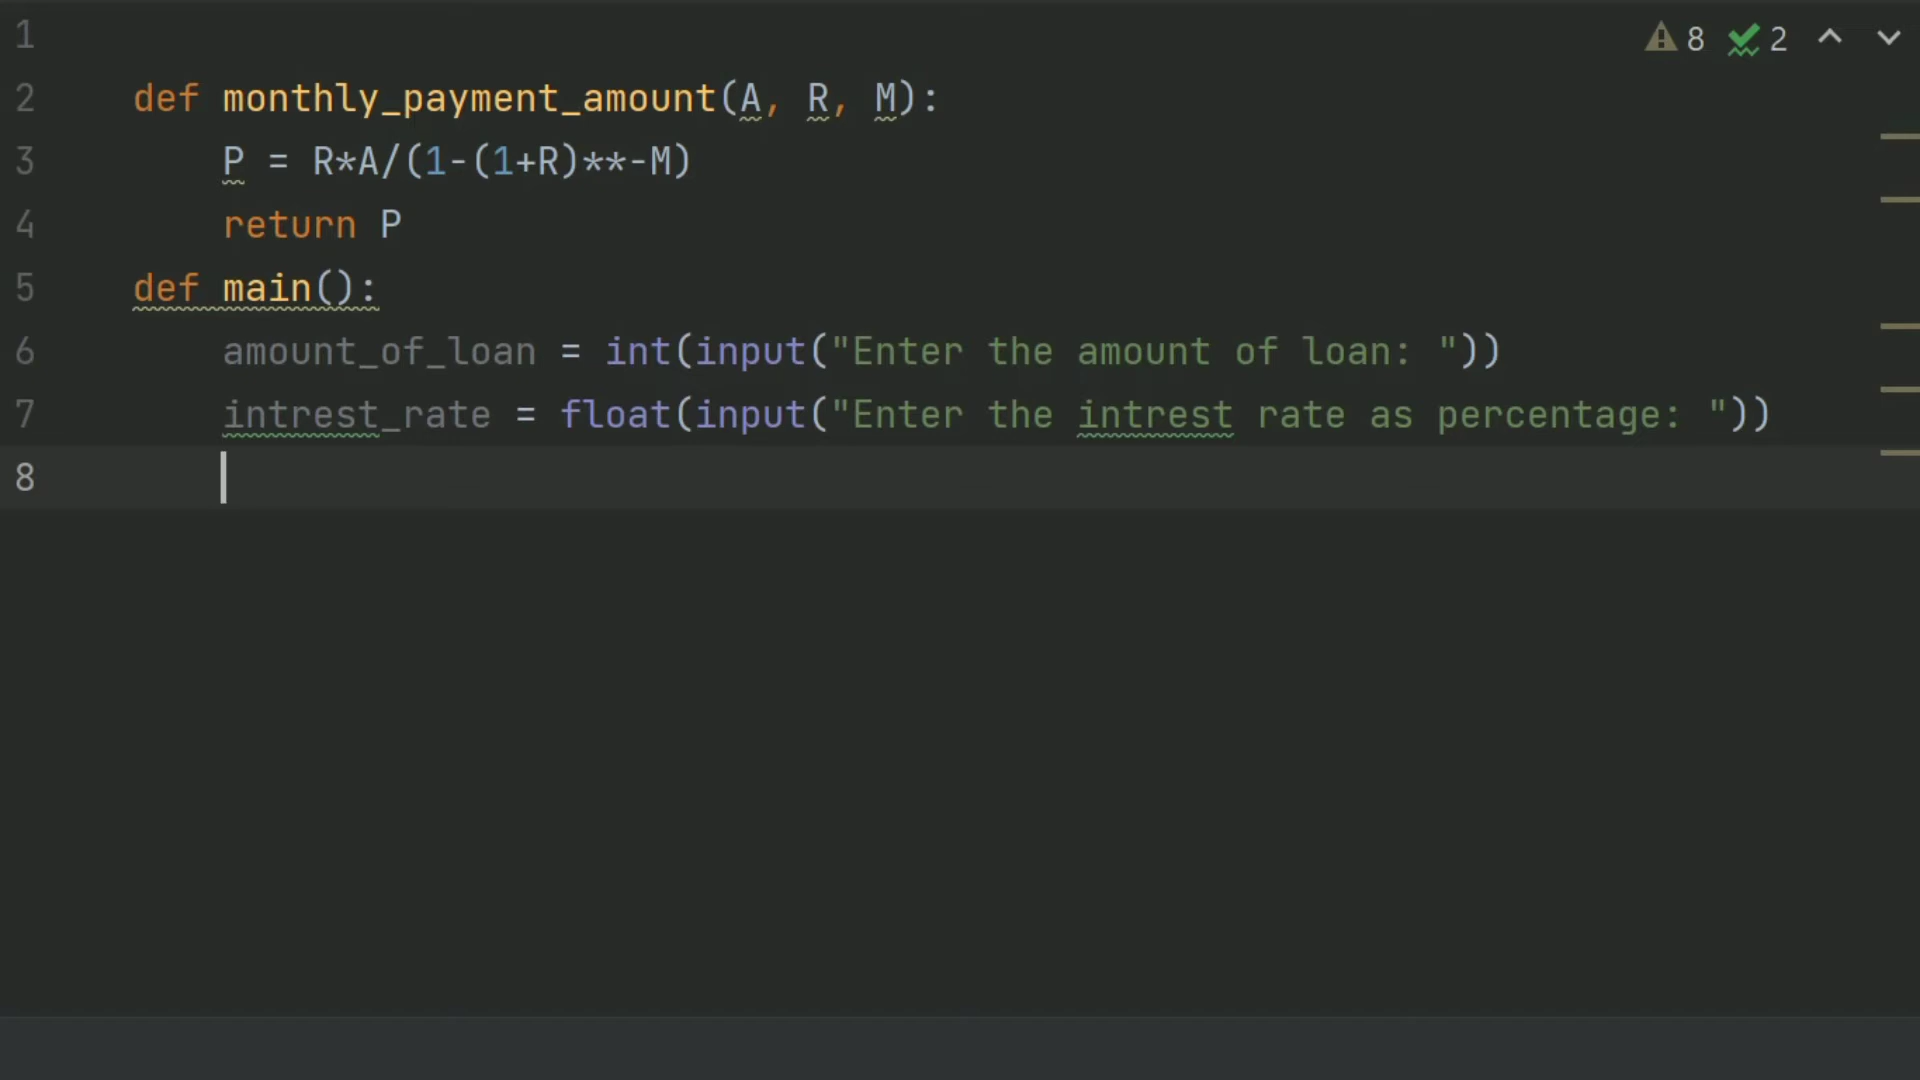 1
8 2
2 def monthly_payment_amount(A, R, M):
3 P = R*A/(1-(1+R)**-M)
4 return P
5 def main():
6 amount_of_loan = int(input("Enter the amount of loan: "))
7 intrest_rate = float(input("Enter the intrest rate as percentage: "))
8